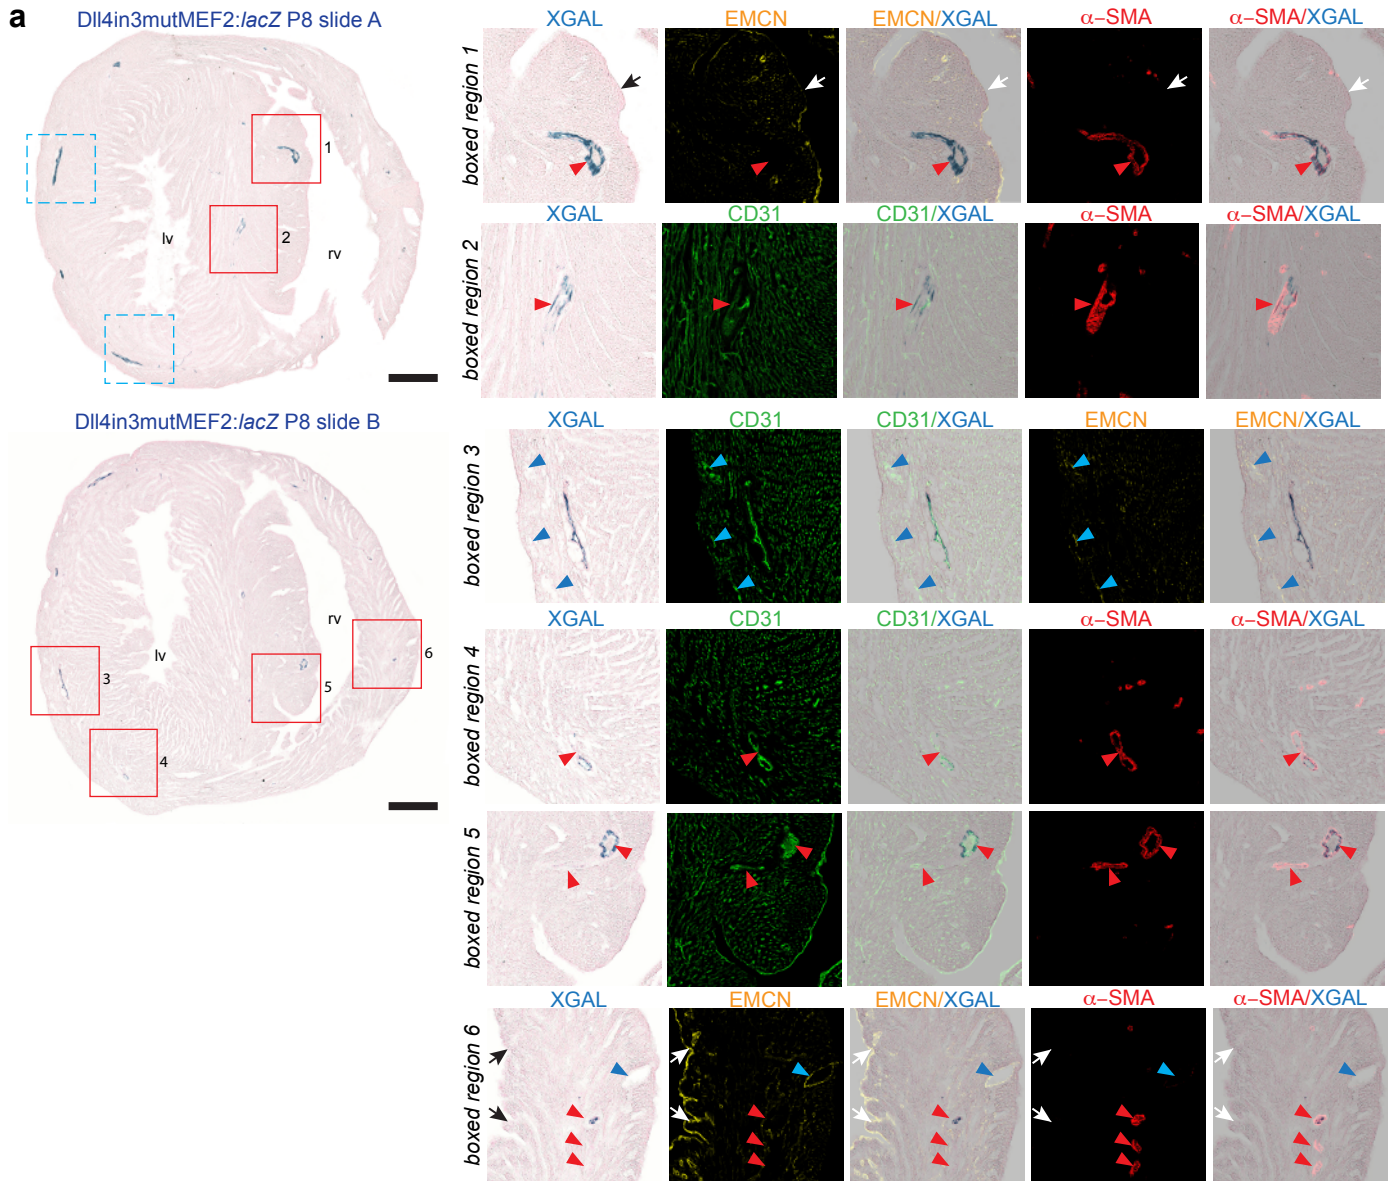 a
Dll4in3mutMEF2:lacZ P8 slide A
1
2
lv
rv
boxed region 1
XGAL
EMCN
EMCN/XGAL
α-SMA
α-SMA/XGAL
boxed region 2
XGAL
CD31
CD31/XGAL
α-SMA
α-SMA/XGAL
Dll4in3mutMEF2:lacZ P8 slide B
rv
lv
3
4
5
6
boxed region 3
XGAL
CD31
CD31/XGAL
EMCN
EMCN/XGAL
boxed region 4
XGAL
CD31
CD31/XGAL
α-SMA
α-SMA/XGAL
boxed region 5
boxed region 6
XGAL
EMCN
EMCN/XGAL
α-SMA
α-SMA/XGAL